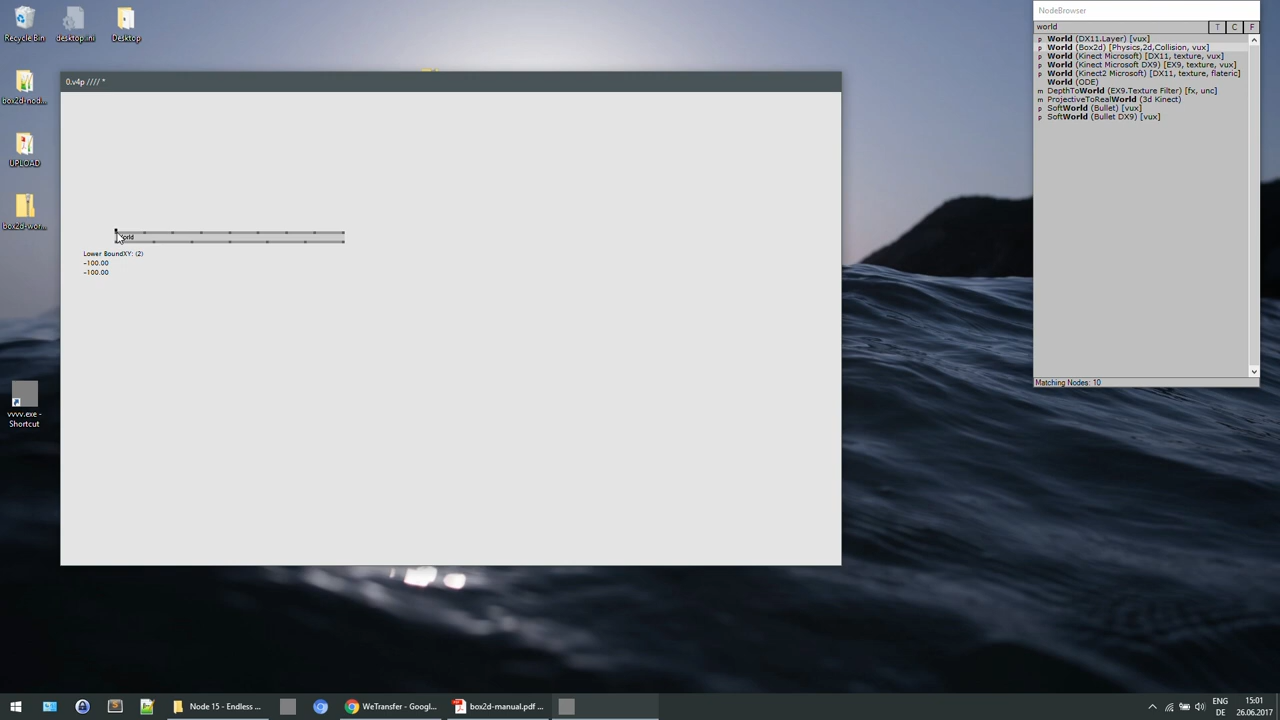 Recycle Bin
desktop.ini
Desktop
box2d-nod...
UPLOAD
box2d-wor...
vvvv.exe -
Shortcut
0.v4p //// *
Lower BoundXY: (2)
-100.00
-100.00
NodeBrowser
world
T C F
p World (DX11.Layer) [vux]
p World (Box2d) [Physics,2d,Collision, vux]
p World (Kinect Microsoft) [DX11, texture, vux]
p World (Kinect Microsoft DX9) [EX9, texture, vux]
p World (Kinect2 Microsoft) [DX11, texture, flateric]
World (ODE)
m DepthToWorld (EX9.Texture Filter) [fx, unc]
m ProjectiveToRealWorld (3d Kinect)
p SoftWorld (Bullet) [vux]
p SoftWorld (Bullet DX9) [vux]
Matching Nodes: 10
Node 15 - Endless ...
WeTransfer - Googl...
box2d-manual.pdf ...
ENG
DE
15:01
26.06.2017